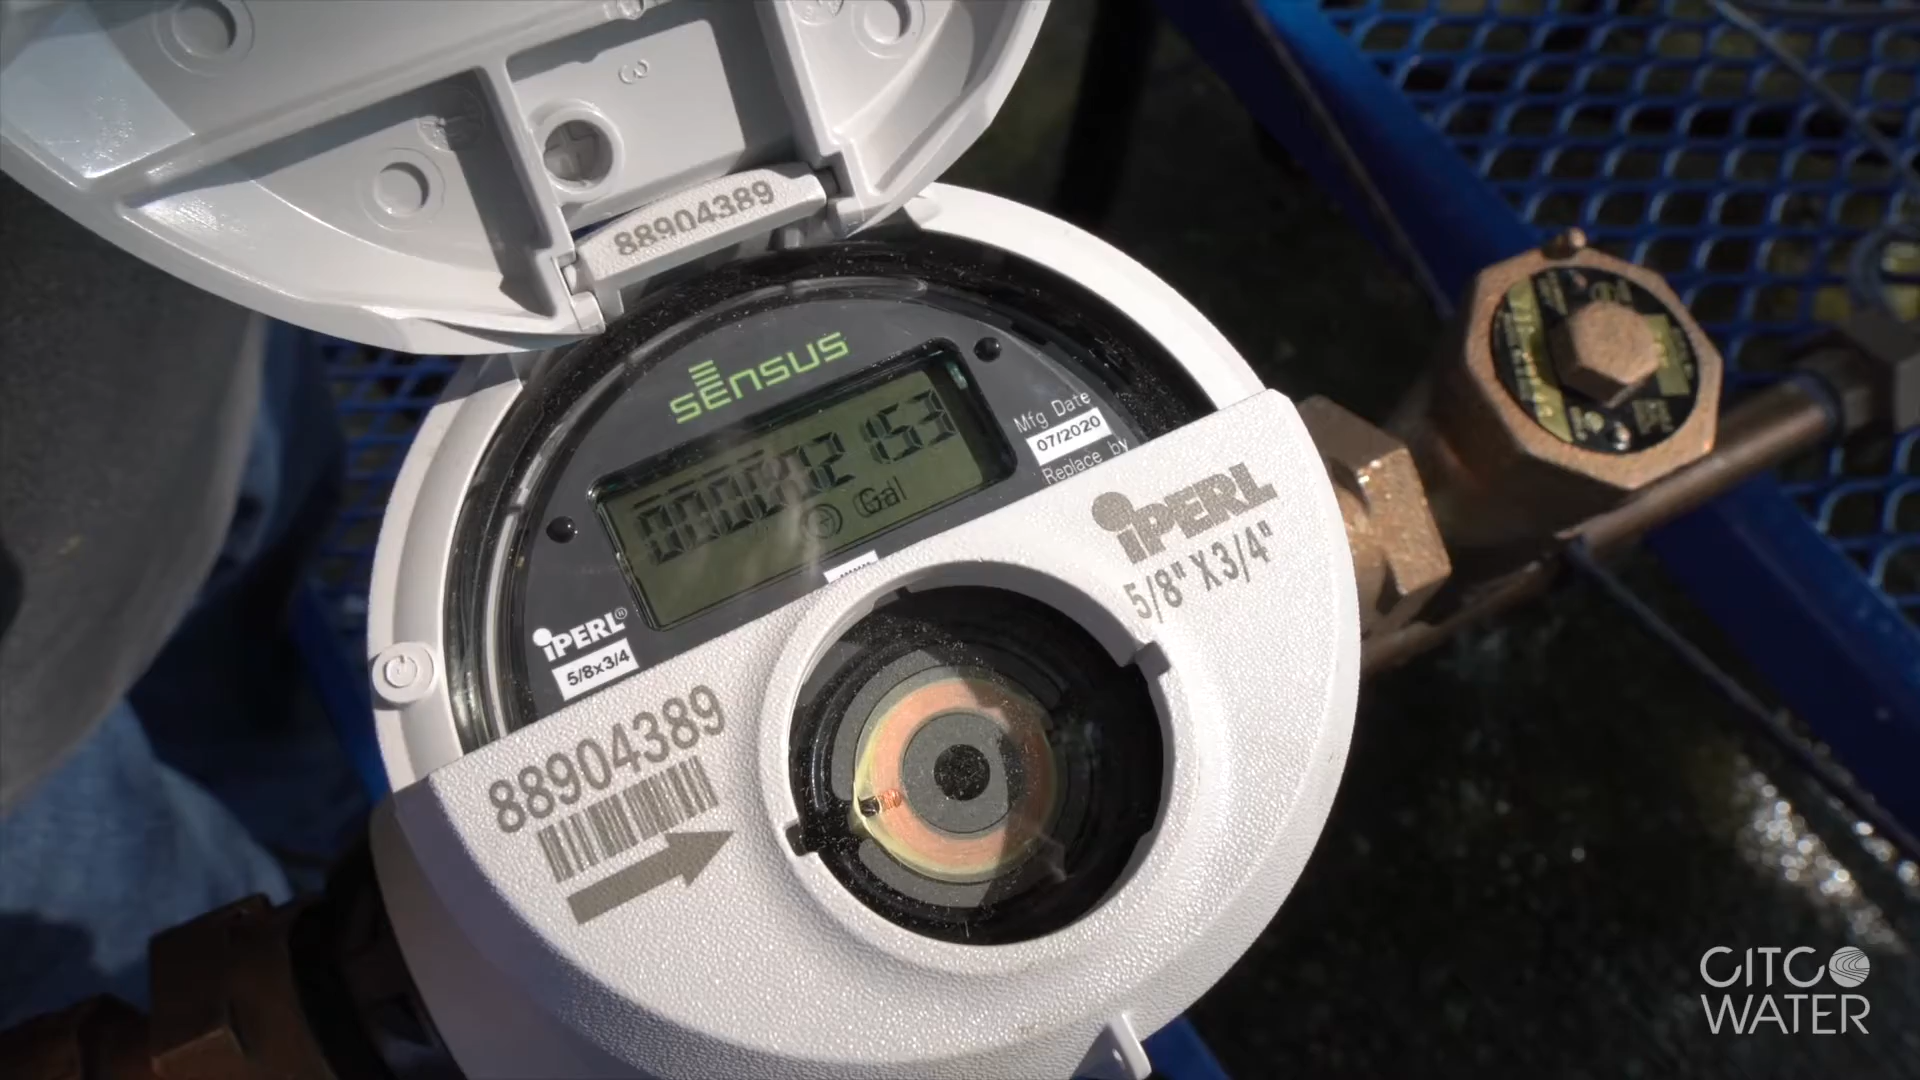 88904389
SENSUS
Mfg Date
07/2020
Replace by
Gal
iPERL
5/8" X 3/4"
iPERL®
5/8x3/4
88904389
CITCO
WATER